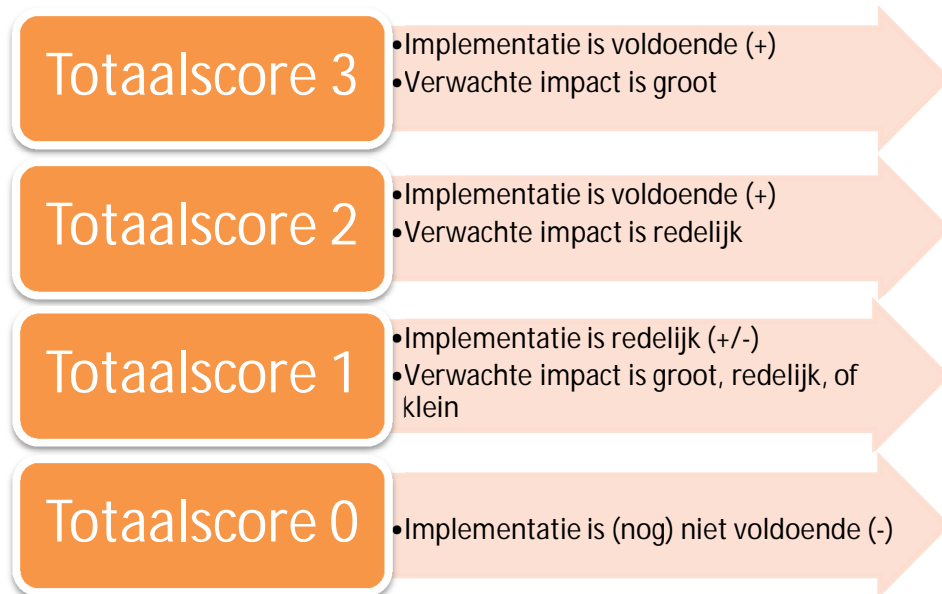 Totaalscore 3
•Implementatie is voldoende (+)
•Verwachte impact is groot
Totaalscore 2
•Implementatie is voldoende (+)
•Verwachte impact is redelijk
Totaalscore 1
•Implementatie is redelijk (+/-)
•Verwachte impact is groot, redelijk, of
klein
Totaalscore 0
•Implementatie is (nog) niet voldoende (-)